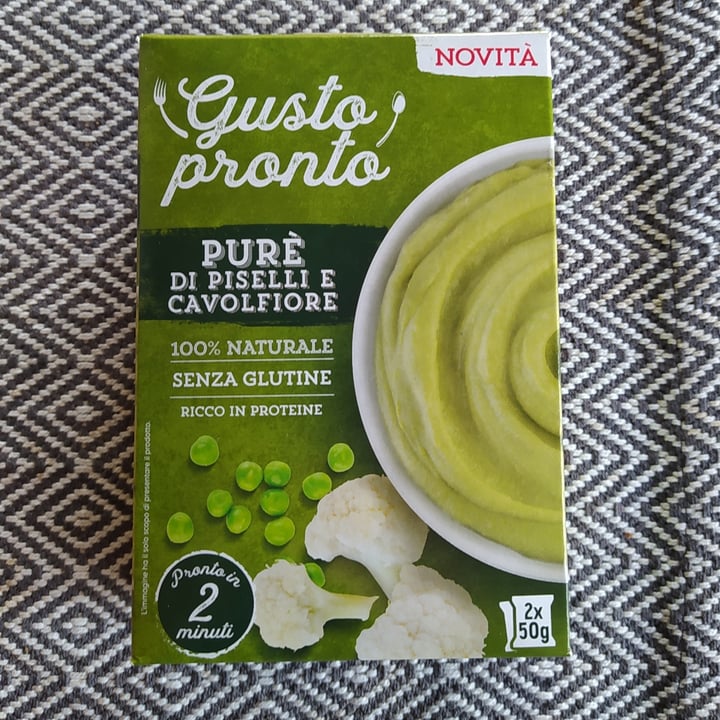 NOVITÀ
Gusto
pronto
PURÈ
DI PISELLI E
CAVOLFIORE
100% NATURALE
SENZA GLUTINE
RICCO IN PROTEINE
L'immagine ha il solo scopo di presentare il prodotto.
Pronto in
2
minuti
2x
50g